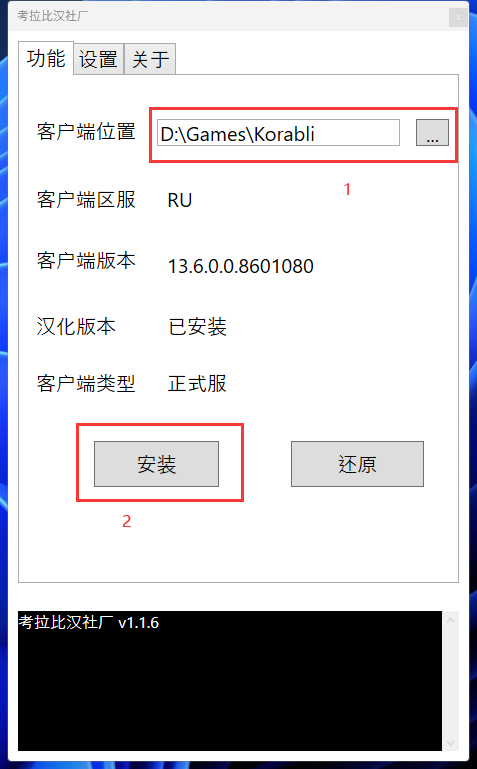 考拉比汉社厂
x
功能 设置 关于
客户端位置 D:\Games\Korabli ...
1
客户端区服 RU
客户端版本 13.6.0.0.8601080
汉化版本 已安装
客户端类型 正式服
安装 还原
2
考拉比汉社厂 v1.1.6